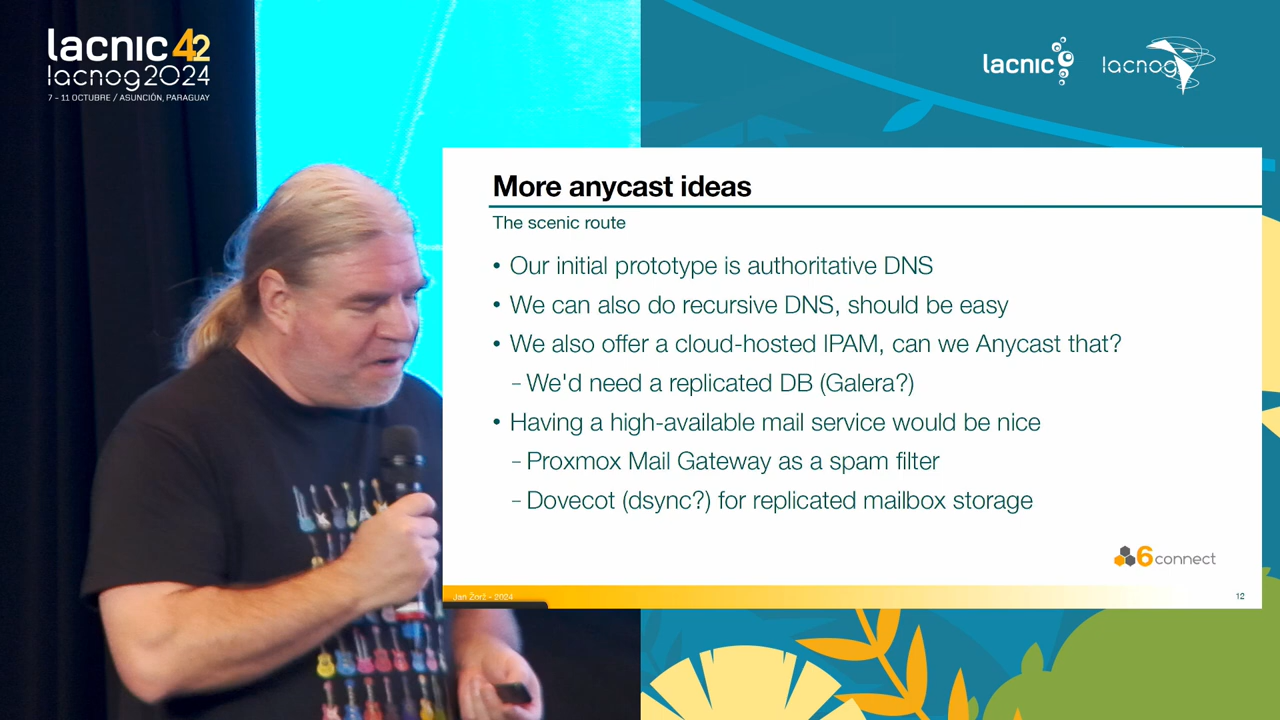 lacnic 42
lacnog2024
7 - 11 OCTUBRE / ASUNCIÓN, PARAGUAY
lacnic
lacnog
More anycast ideas
The scenic route
• Our initial prototype is authoritative DNS
• We can also do recursive DNS, should be easy
• We also offer a cloud-hosted IPAM, can we Anycast that?
– We'd need a replicated DB (Galera?)
• Having a high-available mail service would be nice
– Proxmox Mail Gateway as a spam filter
– Dovecot (dsync?) for replicated mailbox storage
6connect
Jan Žorž - 2024
12